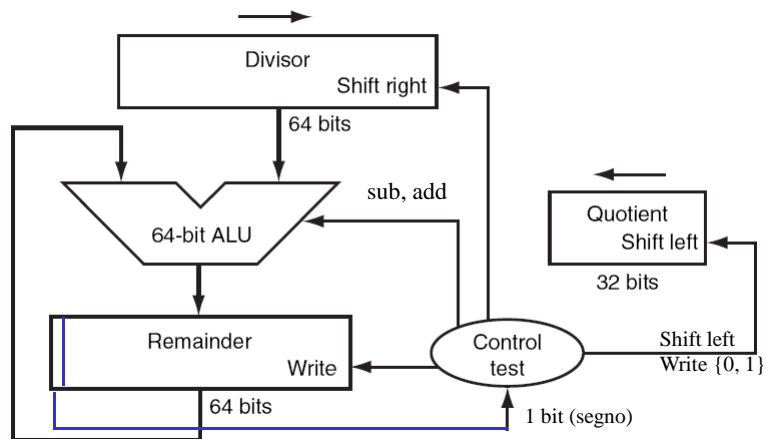 Divisor
Shift right
64 bits
sub, add
64-bit ALU
Quotient
Shift left
32 bits
Remainder
Write
Control
test
Shift left
Write {0, 1}
64 bits
1 bit (segno)